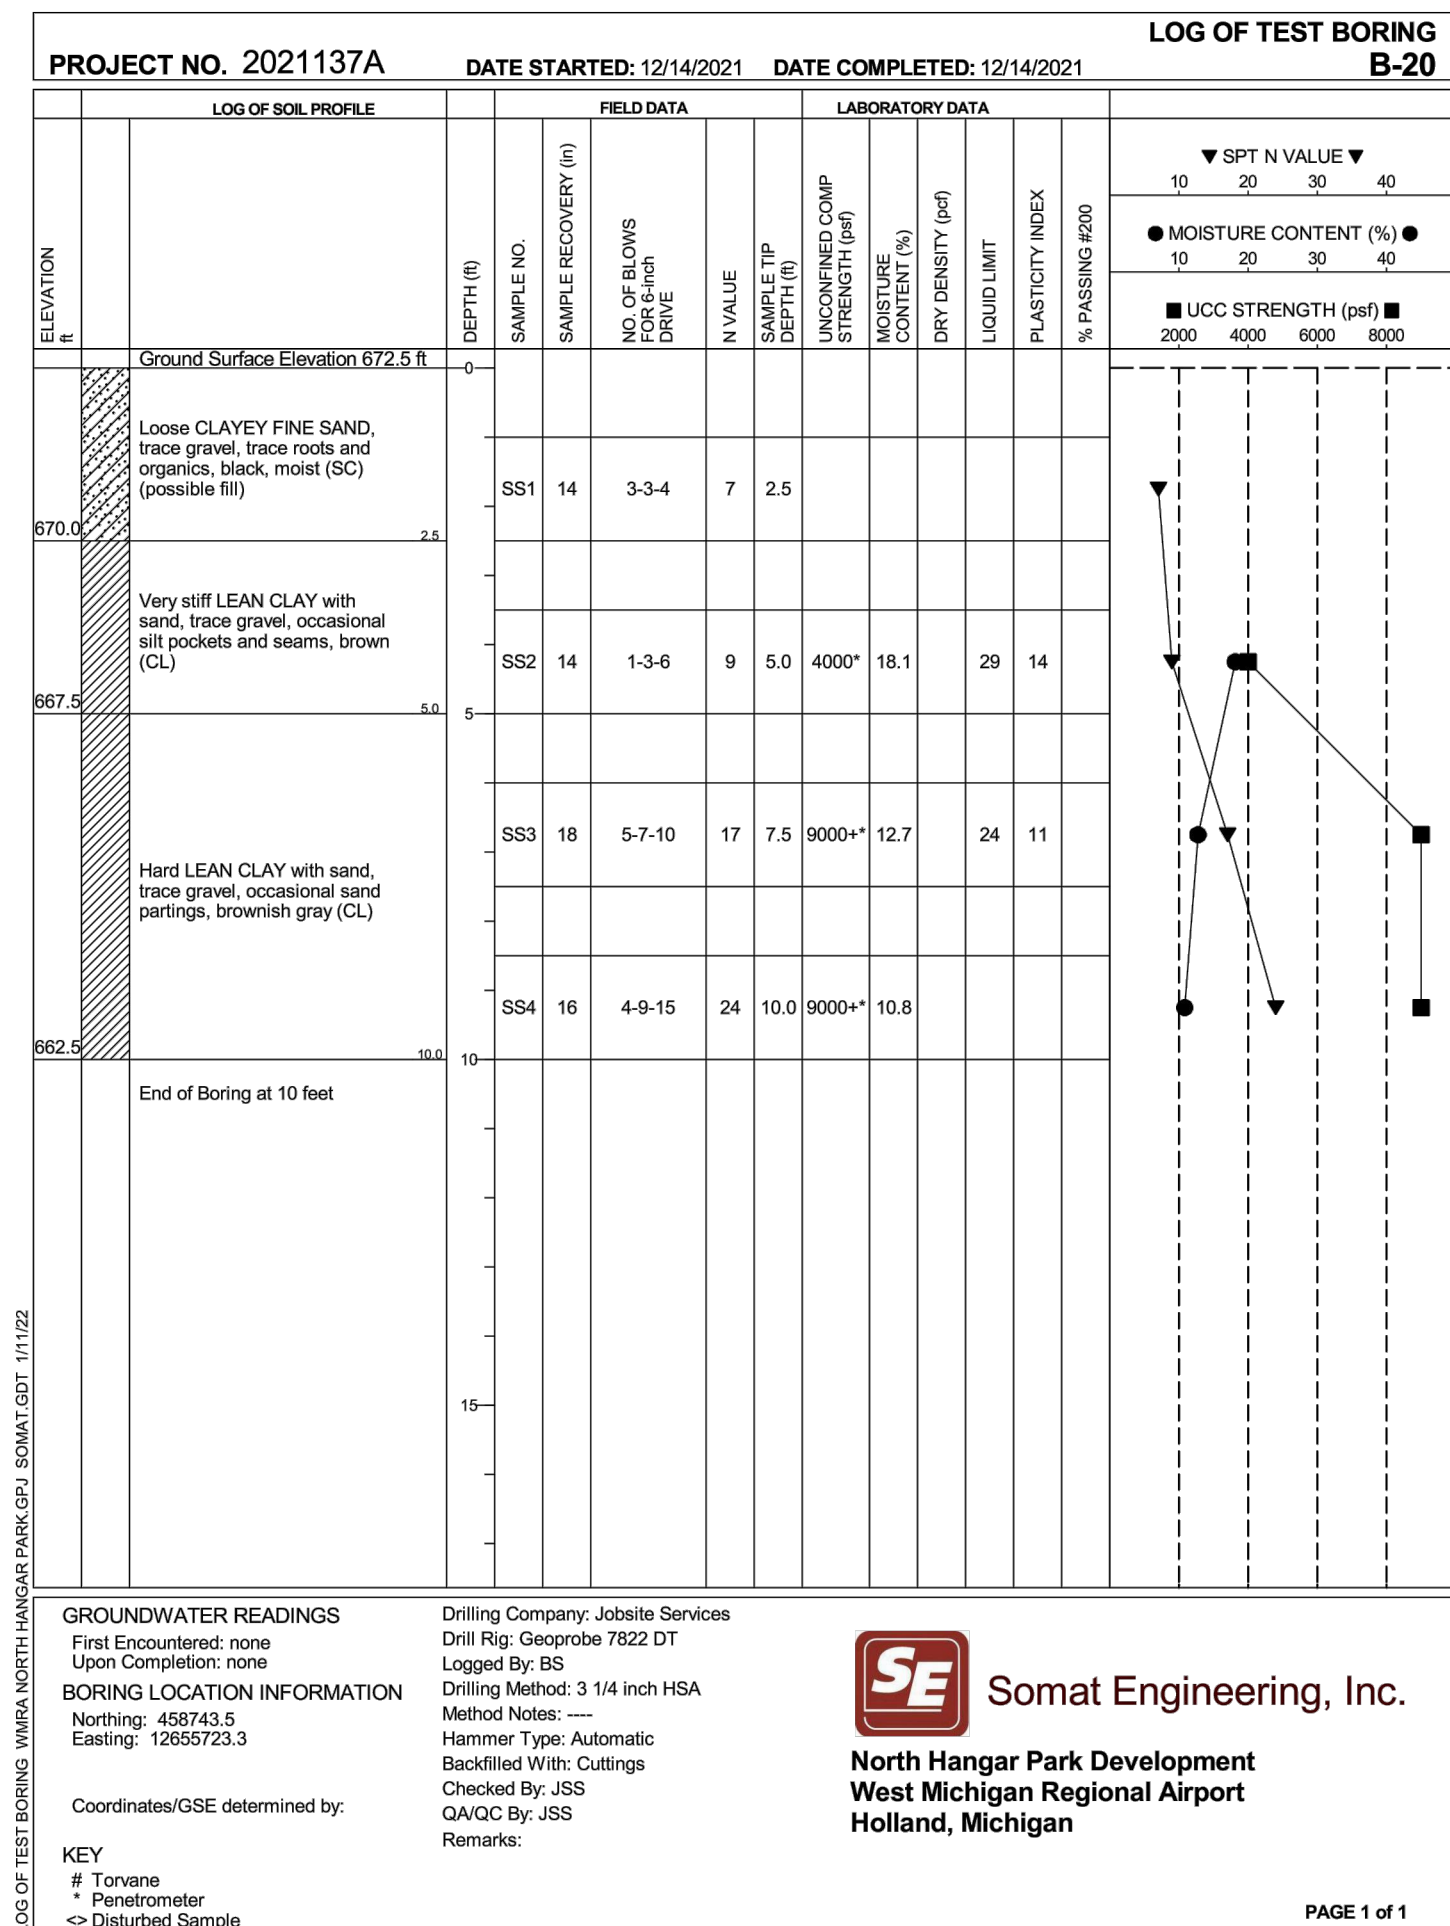 LOG OF TEST BORING
PROJECT NO. 2021137A DATE STARTED: 12/14/2021 DATE COMPLETED: 12/14/2021 B-20
LOG OF SOIL PROFILE FIELD DATA LABORATORY DATA
ELEVATION
ft
DEPTH (ft)
SAMPLE NO.
SAMPLE RECOVERY (in)
NO. OF BLOWS
FOR 6-inch
DRIVE
N VALUE
SAMPLE TIP
DEPTH (ft)
UNCONFINED COMP
STRENGTH (psf)
MOISTURE
CONTENT (%)
DRY DENSITY (pcf)
LIQUID LIMIT
PLASTICITY INDEX
% PASSING #200
▼ SPT N VALUE ▼
10 20 30 40
● MOISTURE CONTENT (%) ●
10 20 30 40
■ UCC STRENGTH (psf) ■
2000 4000 6000 8000
Ground Surface Elevation 672.5 ft 0
Loose CLAYEY FINE SAND,
trace gravel, trace roots and
organics, black, moist (SC)
(possible fill)
SS1 14 3-3-4 7 2.5
670.0 2.5
Very stiff LEAN CLAY with
sand, trace gravel, occasional
silt pockets and seams, brown
(CL)
SS2 14 1-3-6 9 5.0 4000* 18.1 29 14
667.5 5.0 5
SS3 18 5-7-10 17 7.5 9000+* 12.7 24 11
Hard LEAN CLAY with sand,
trace gravel, occasional sand
partings, brownish gray (CL)
SS4 16 4-9-15 24 10.0 9000+* 10.8
662.5 10.0 10
End of Boring at 10 feet
15
LOG OF TEST BORING WMRA NORTH HANGAR PARK.GPJ SOMAT.GDT 1/11/22
GROUNDWATER READINGS
First Encountered: none
Upon Completion: none
BORING LOCATION INFORMATION
Northing: 458743.5
Easting: 12655723.3
Coordinates/GSE determined by:
KEY
# Torvane
* Penetrometer
<> Disturbed Sample
Drilling Company: Jobsite Services
Drill Rig: Geoprobe 7822 DT
Logged By: BS
Drilling Method: 3 1/4 inch HSA
Method Notes: ----
Hammer Type: Automatic
Backfilled With: Cuttings
Checked By: JSS
QA/QC By: JSS
Remarks:
SE
Somat Engineering, Inc.
North Hangar Park Development
West Michigan Regional Airport
Holland, Michigan
PAGE 1 of 1